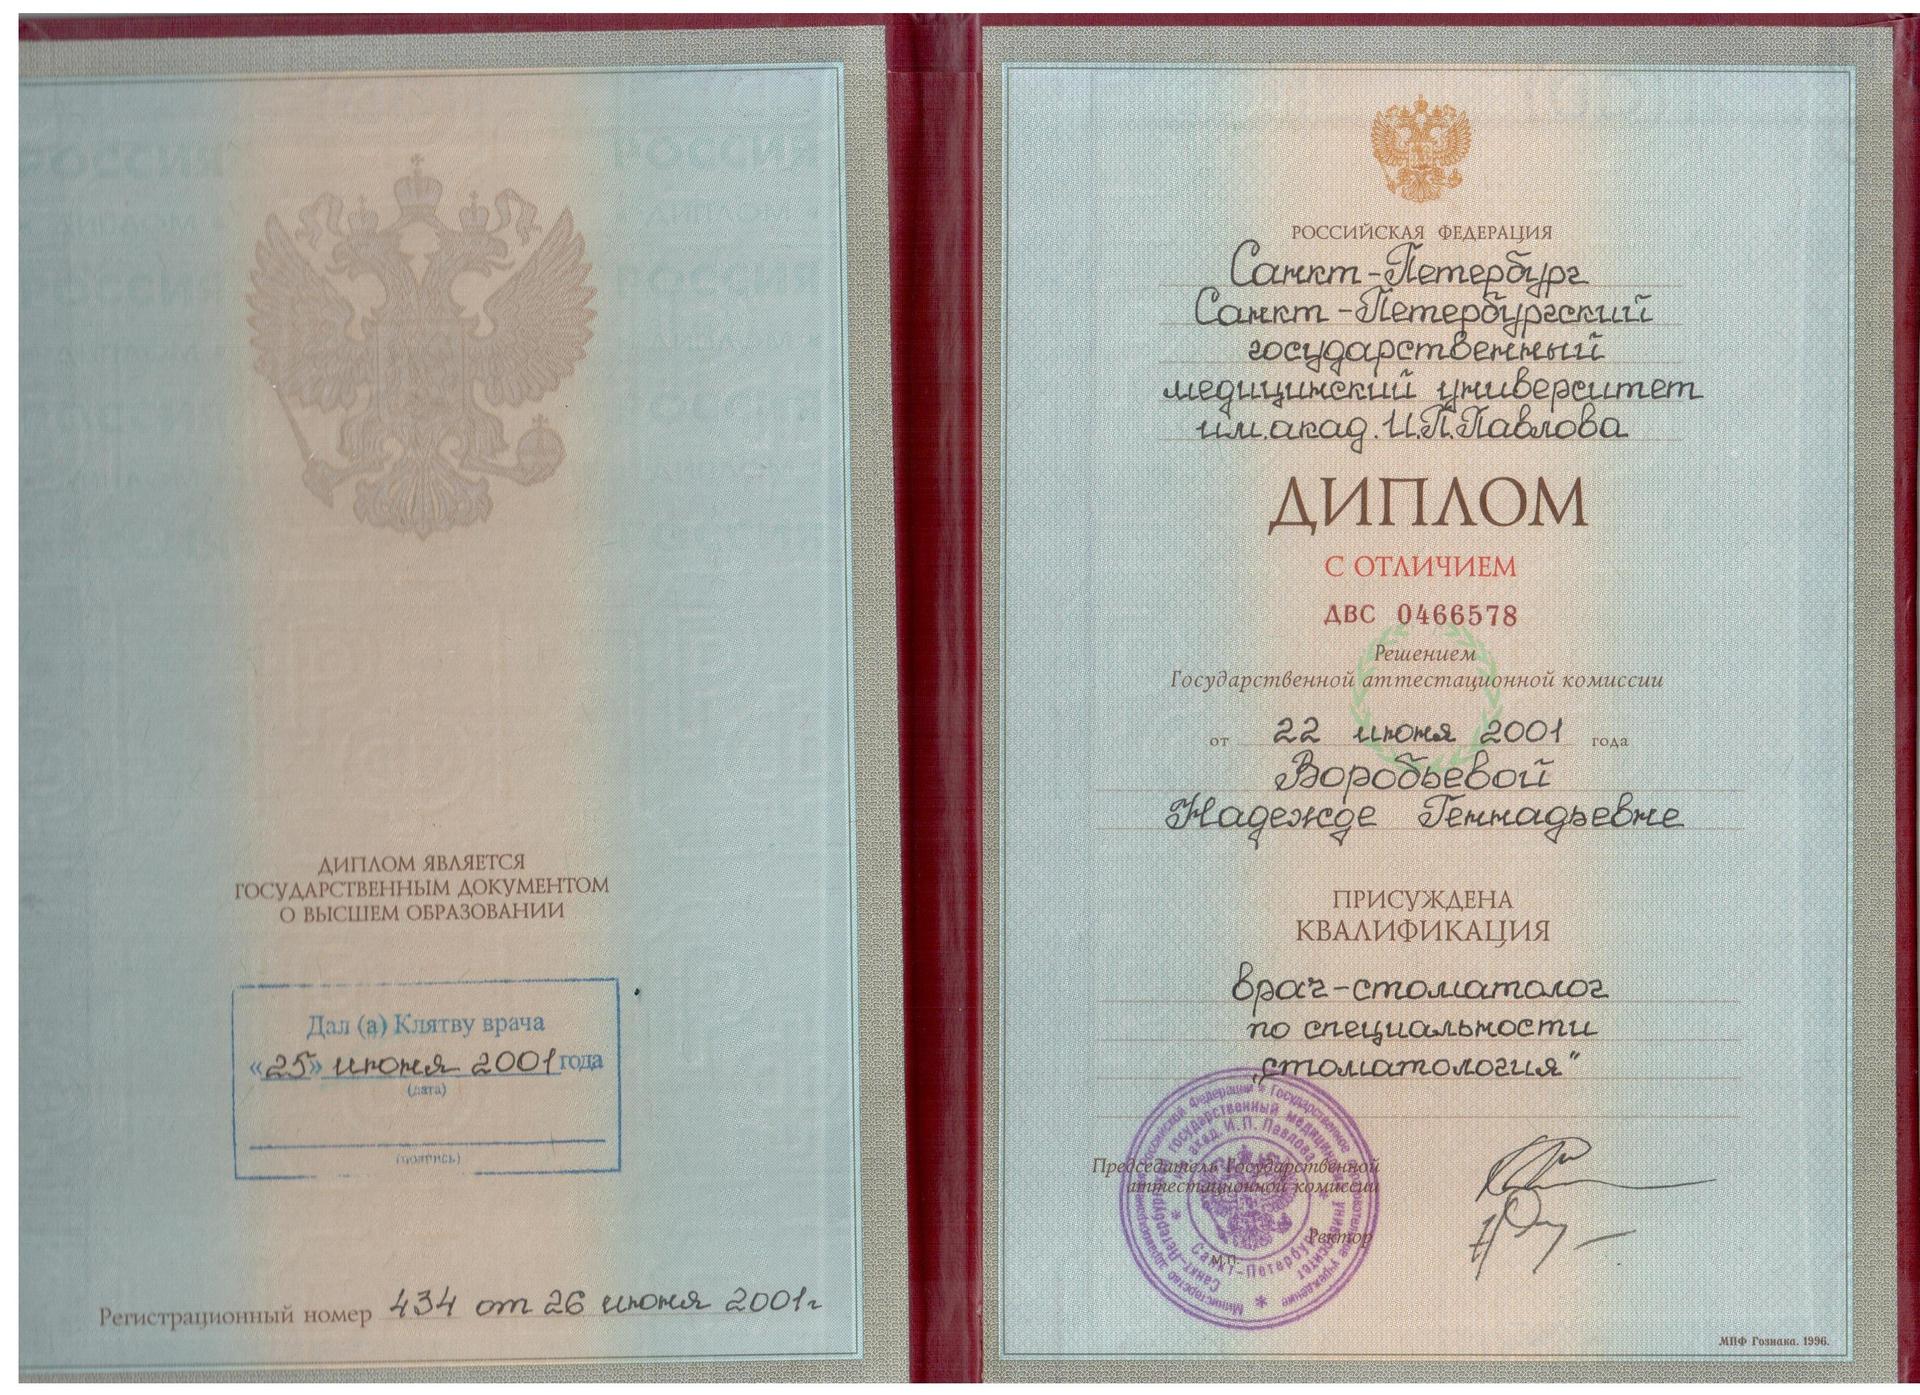 ДИПЛОМ ЯВЛЯЕТСЯ
ГОСУДАРСТВЕННЫМ ДОКУМЕНТОМ
О ВЫСШЕМ ОБРАЗОВАНИИ
Дал (а) Клятву врача
«25» июня 2001 года
(дата)
(подпись)
Регистрационный номер 434 от 26 июня 2001г
РОССИЙСКАЯ ФЕДЕРАЦИЯ
Санкт-Петербург
Санкт-Петербургский
государственный
медицинский университет
им.акад.И.П.Павлова
ДИПЛОМ
С ОТЛИЧИЕМ
ДВС 0466578
Решением
Государственной аттестационной комиссии
от 22 июня 2001 года
Воробьевой
Надежде Геннадьевне
ПРИСУЖДЕНА
КВАЛИФИКАЦИЯ
врач-стоматолог
по специальности
„стоматология"
Председатель Государственной
аттестационной комиссии
Ректор
М.П.
МПФ Гознака. 1996.